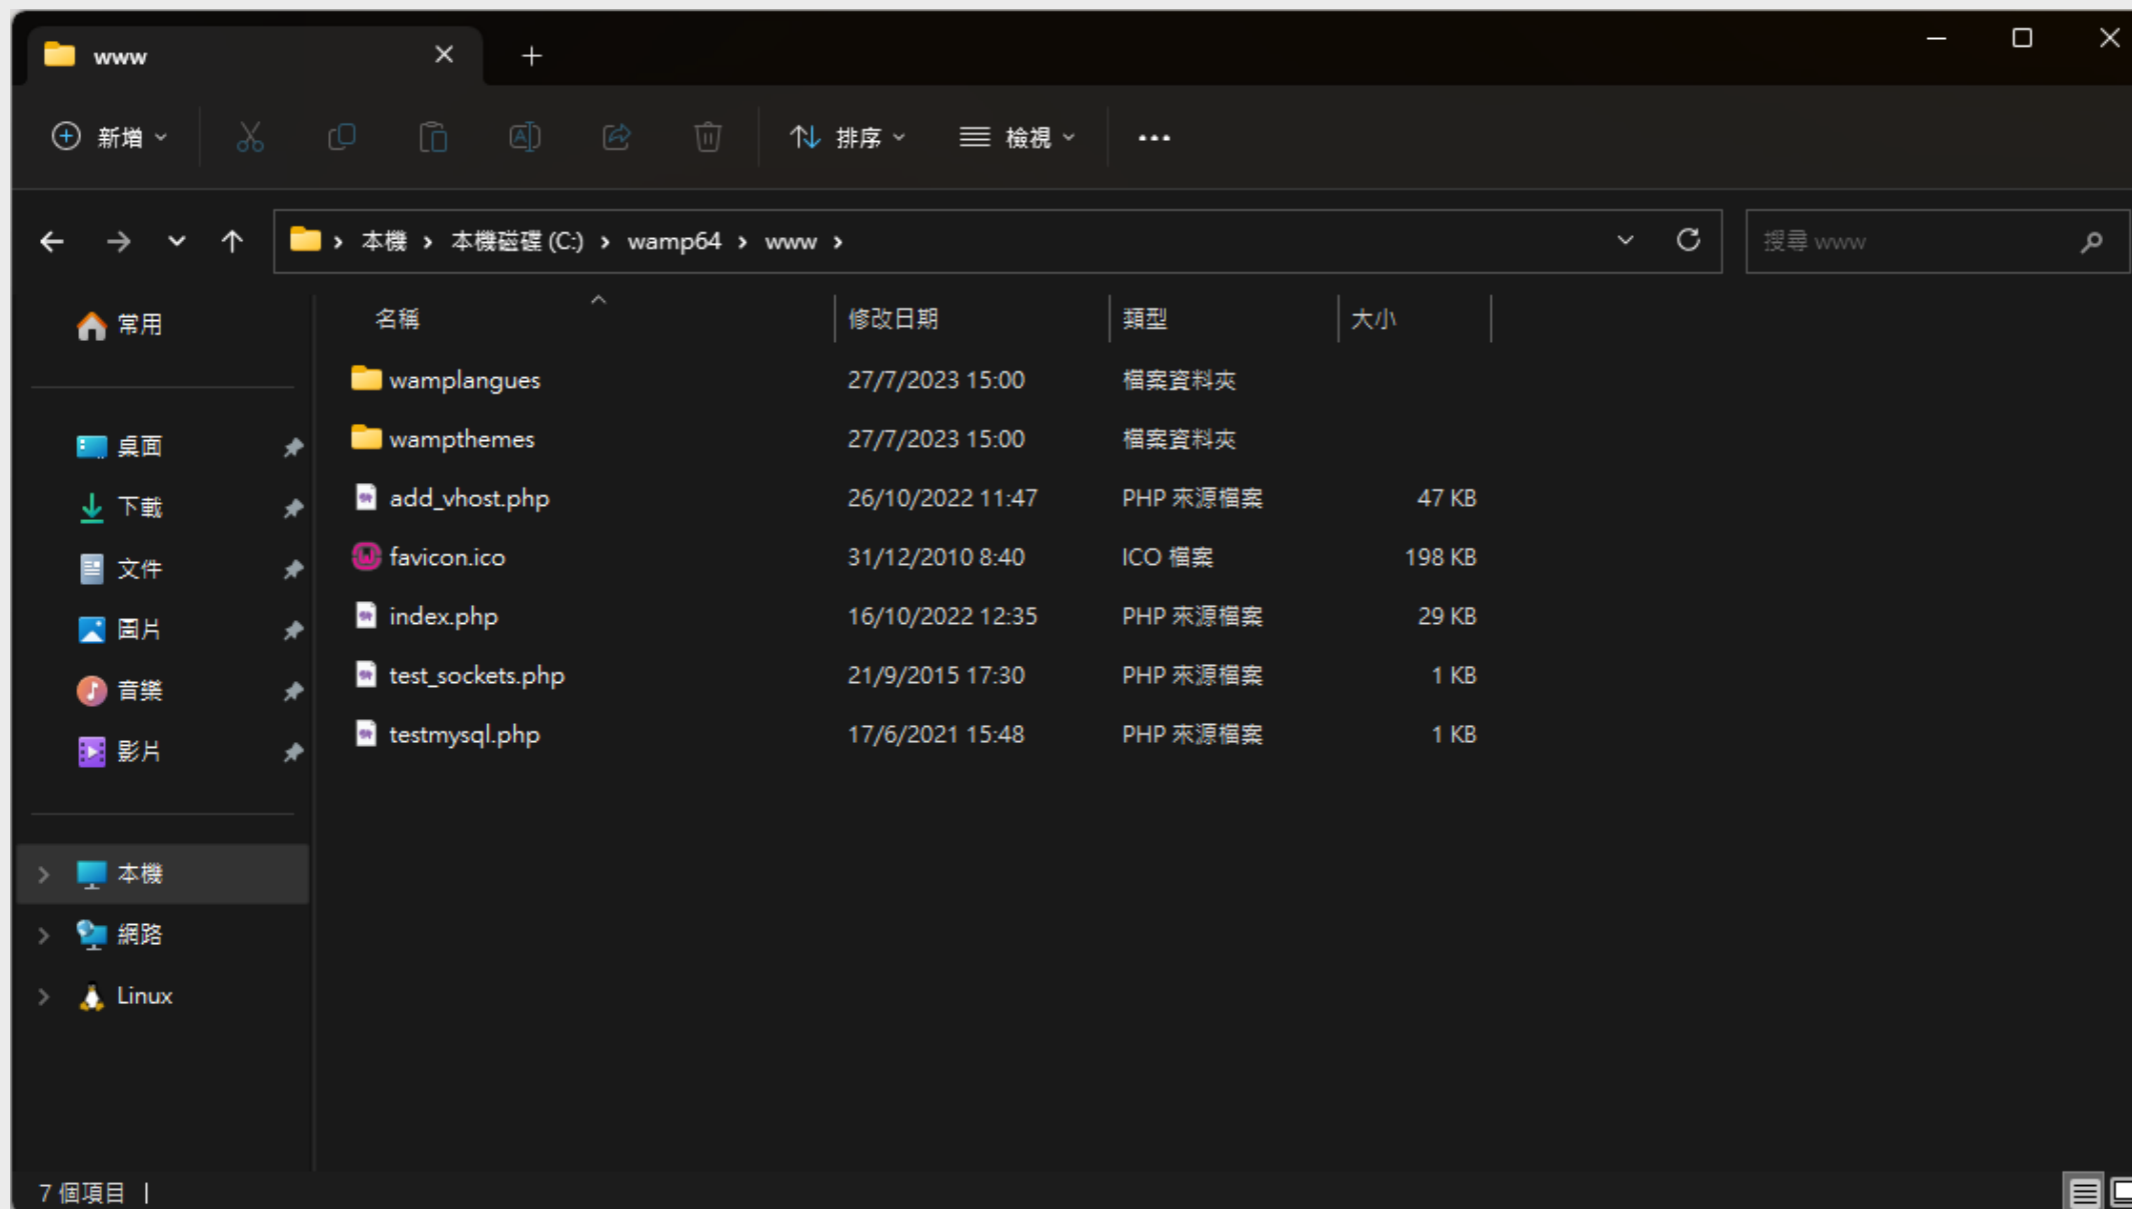 www
新增
排序
檢視
本機 本機磁碟 (C:) wamp64 www
搜尋 www
名稱 修改日期 類型 大小
常用
桌面
下載
文件
圖片
音樂
影片
本機
網路
Linux
wamplangues 27/7/2023 15:00 檔案資料夾
wampthemes 27/7/2023 15:00 檔案資料夾
add_vhost.php 26/10/2022 11:47 PHP 來源檔案 47 KB
favicon.ico 31/12/2010 8:40 ICO 檔案 198 KB
index.php 16/10/2022 12:35 PHP 來源檔案 29 KB
test_sockets.php 21/9/2015 17:30 PHP 來源檔案 1 KB
testmysql.php 17/6/2021 15:48 PHP 來源檔案 1 KB
7 個項目